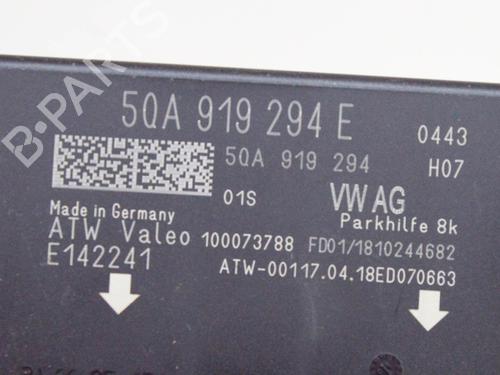 5QA 919 294 E
0443
5QA 919 294
H07
01S
VW AG
Made in Germany
Parkhilfe 8k
ATW Valeo 100073788 FD01/1810244682
E142241
ATW-00117.04.18ED070663
B-PARTS